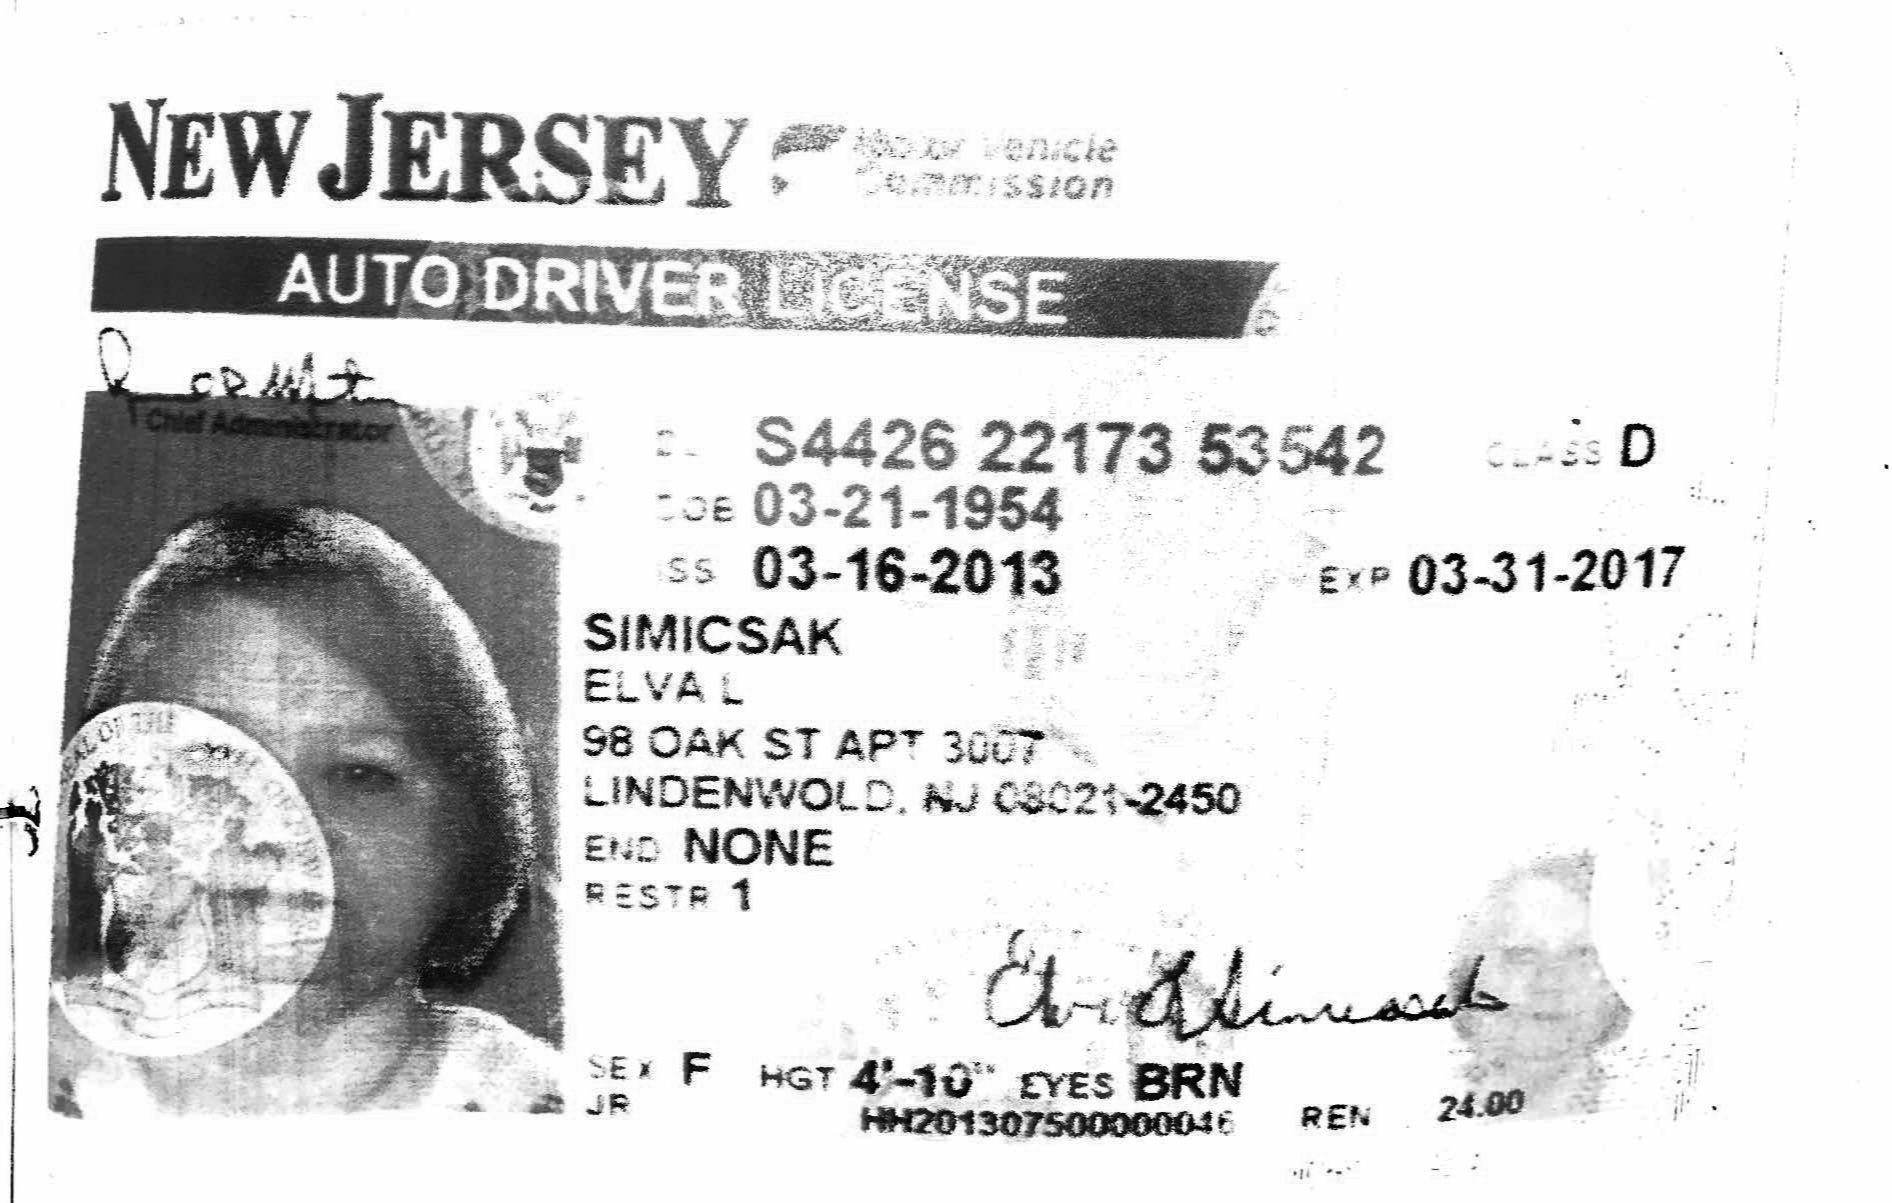 NEW JERSEY Motor Vehicle
Commission
AUTO DRIVER LICENSE
Chief Administrator
DL S4426 22173 53542 CLASS D
DOB 03-21-1954
ISS 03-16-2013 EXP 03-31-2017
SIMICSAK
ELVA L
98 OAK ST APT 3007
LINDENWOLD, NJ 08021-2450
END NONE
RESTR 1
Elva L Simicsak
SEX F HGT 4'-10" EYES BRN
JR HH201307500000046 REN 24.00